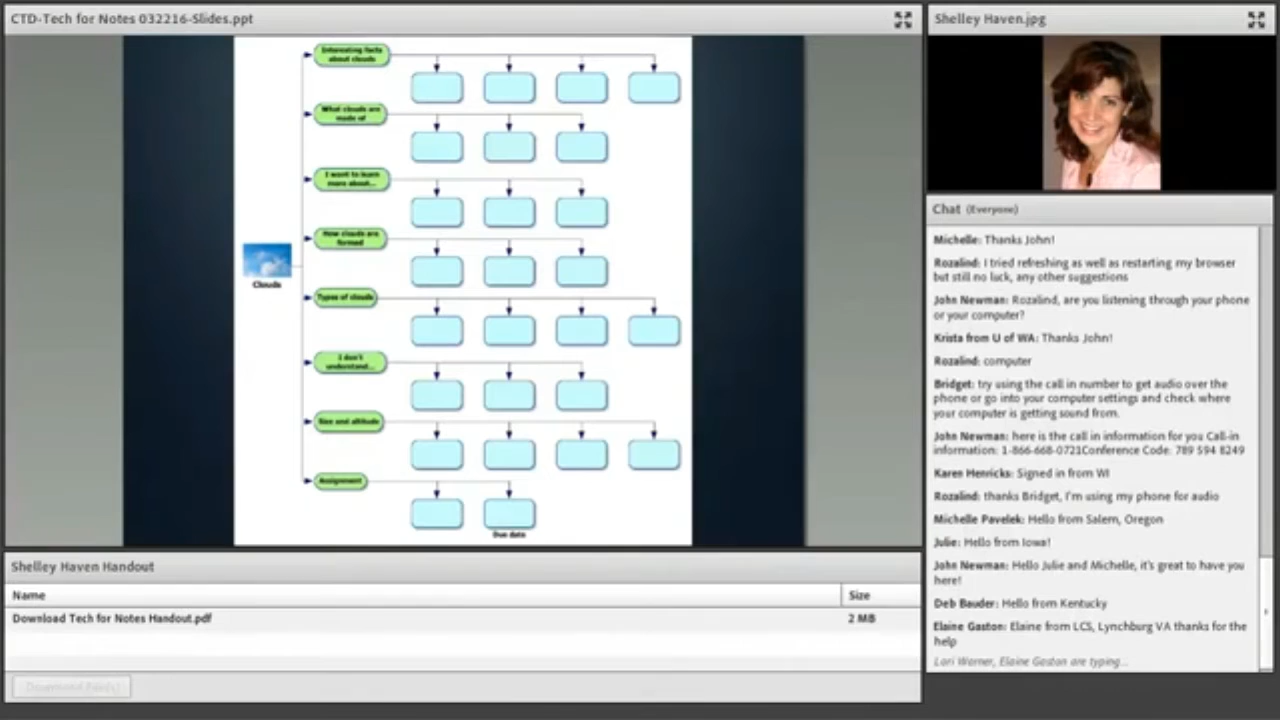 CTD-Tech for Notes 032216-Slides.ppt
Interesting facts
about clouds
What clouds are
made of
I want to learn
more about...
How clouds are
formed
Clouds
Types of clouds
I don't
understand...
Size and altitude
Assignment
Due date
Shelley Haven Handout
Name
Size
Download Tech for Notes Handout.pdf
2 MB
Download File(s)
Shelley Haven.jpg
Chat (Everyone)
Michelle: Thanks John!
Rozalind: I tried refreshing as well as restarting my browser
but still no luck, any other suggestions
John Newman: Rozalind, are you listening through your phone
or your computer?
Krista from U of WA: Thanks John!
Rozalind: computer
Bridget: try using the call in number to get audio over the
phone or go into your computer settings and check where
your computer is getting sound from.
John Newman: here is the call in information for you Call-in
information: 1-866-668-0721Conference Code: 789 594 8249
Karen Henricks: Signed in from WI
Rozalind: thanks Bridget, I'm using my phone for audio
Michelle Pavelek: Hello from Salem, Oregon
Julie: Hello from Iowa!
John Newman: Hello Julie and Michelle, it's great to have you
here!
Deb Bauder: Hello from Kentucky
Elaine Gaston: Elaine from LCS, Lynchburg VA thanks for the
help
Lori Warner, Elaine Gaston are typing...